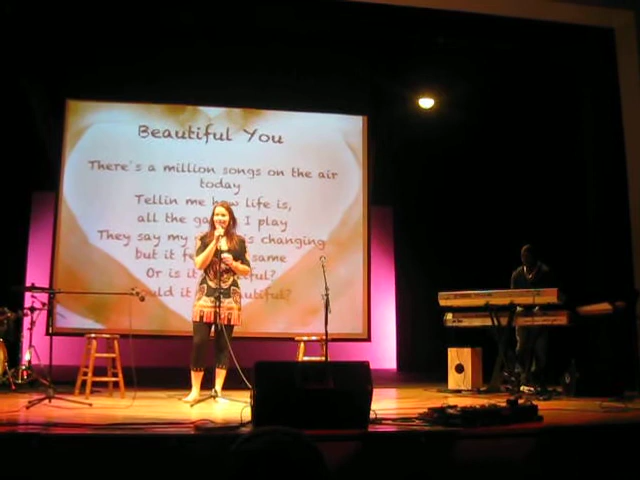 Beautiful You
There's a million songs on the air
today
Tellin me how life is,
all the I play
They say my is changing
but it same
Or is it